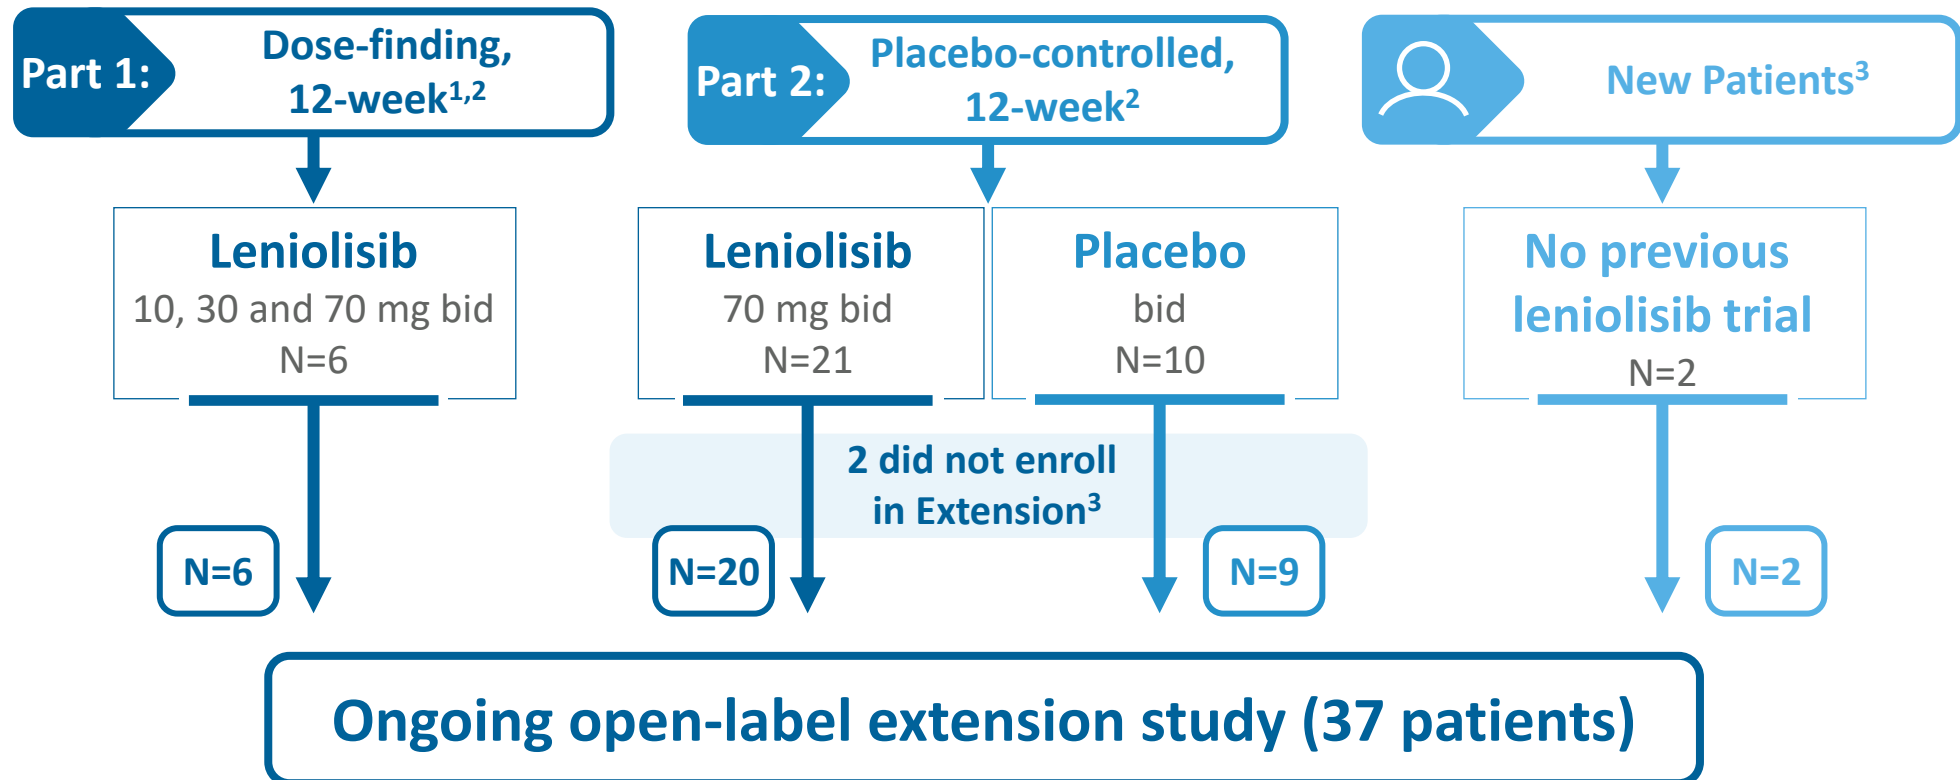 Part 1:
Dose-finding,
12-week1,2
Part 2:
Placebo-controlled,
12-week2
New Patients3
Leniolisib
10, 30 and 70 mg bid
N=6
Leniolisib
70 mg bid
N=21
Placebo
bid
N=10
No previous
leniolisib trial
N=2
2 did not enroll
in Extension3
N=6
N=20
N=9
N=2
Ongoing open-label extension study (37 patients)